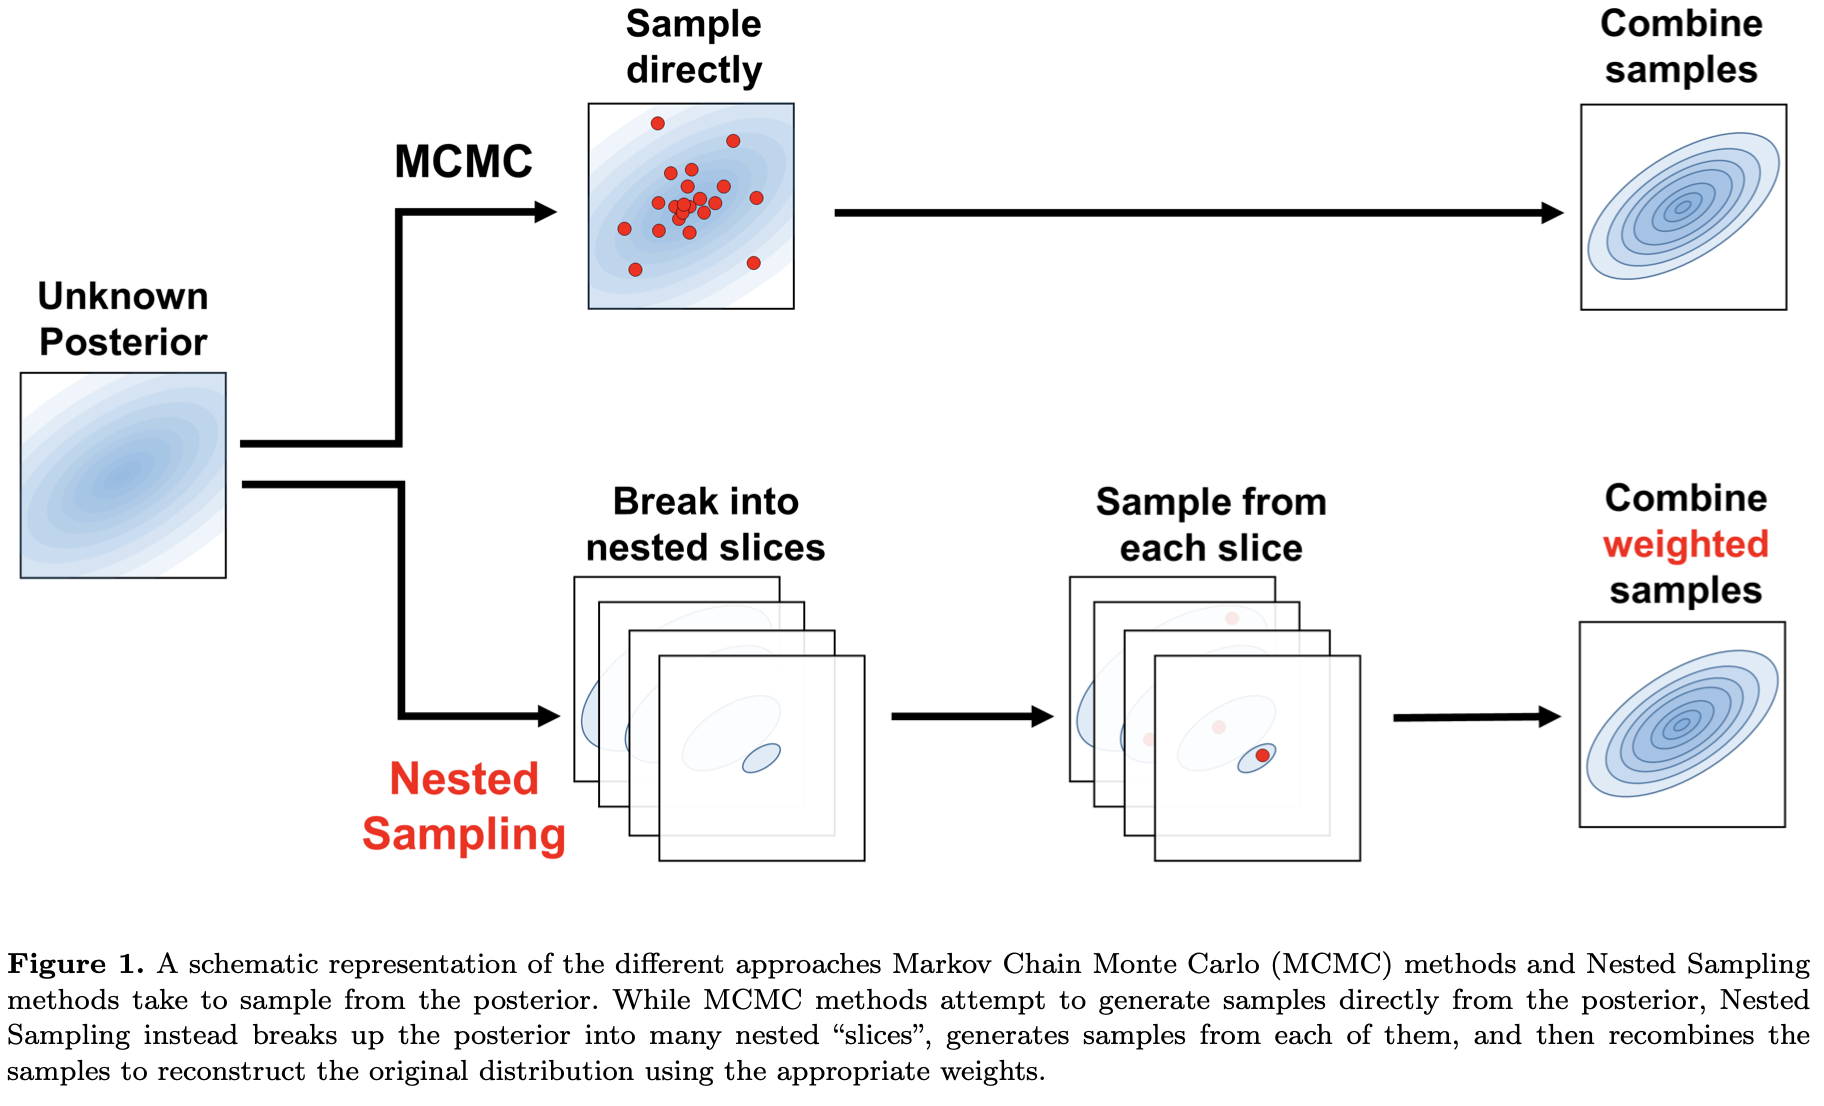 Sample
directly
Combine
samples
MCMC
Unknown
Posterior
Break into
nested slices
Sample from
each slice
Combine
weighted
samples
Nested
Sampling
Figure 1. A schematic representation of the different approaches Markov Chain Monte Carlo (MCMC) methods and Nested Sampling
methods take to sample from the posterior. While MCMC methods attempt to generate samples directly from the posterior, Nested
Sampling instead breaks up the posterior into many nested “slices”, generates samples from each of them, and then recombines the
samples to reconstruct the original distribution using the appropriate weights.